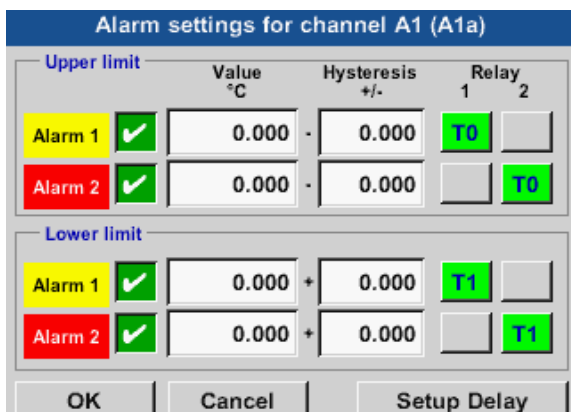 Alarm settings for channel A1 (A1a)
Upper limit
Value Hysteresis Relay
°C +/- 1 2
Alarm 1 ✔ 0.000 - 0.000 T0
Alarm 2 ✔ 0.000 - 0.000 T0
Lower limit
Alarm 1 ✔ 0.000 + 0.000 T1
Alarm 2 ✔ 0.000 + 0.000 T1
OK Cancel Setup Delay